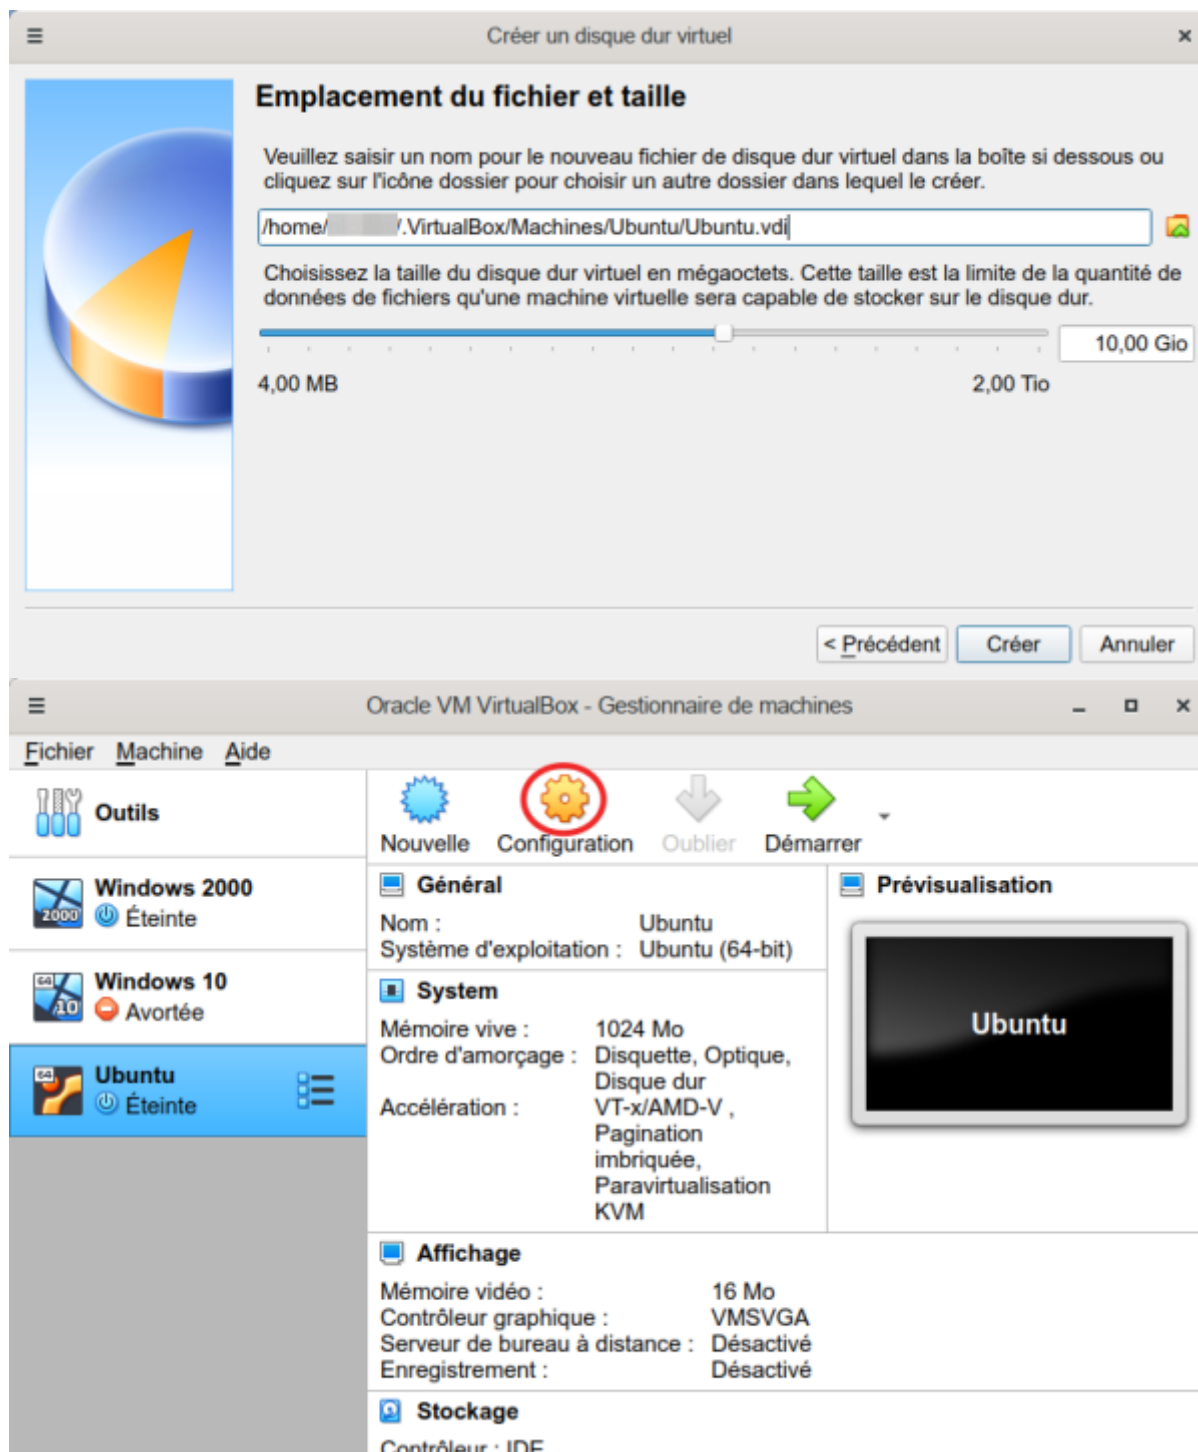 Créer un disque dur virtuel
Emplacement du fichier et taille
Veuillez saisir un nom pour le nouveau fichier de disque dur virtuel dans la boîte si dessous ou
cliquez sur l'icône dossier pour choisir un autre dossier dans lequel le créer.
/home/ /.VirtualBox/Machines/Ubuntu/Ubuntu.vdi
Choisissez la taille du disque dur virtuel en mégaoctets. Cette taille est la limite de la quantité de
données de fichiers qu'une machine virtuelle sera capable de stocker sur le disque dur.
10,00 Gio
4,00 MB 2,00 Tio
< Précédent Créer Annuler
Oracle VM VirtualBox - Gestionnaire de machines
Fichier Machine Aide
Outils
Nouvelle Configuration Oublier Démarrer
Windows 2000
2000
Éteinte
Windows 10
64
10
Avortée
Ubuntu
64
Éteinte
Général
Nom : Ubuntu
Système d'exploitation : Ubuntu (64-bit)
System
Mémoire vive : 1024 Mo
Ordre d'amorçage : Disquette, Optique,
Disque dur
Accélération : VT-x/AMD-V ,
Pagination
imbriquée,
Paravirtualisation
KVM
Prévisualisation
Ubuntu
Affichage
Mémoire vidéo : 16 Mo
Contrôleur graphique : VMSVGA
Serveur de bureau à distance : Désactivé
Enregistrement : Désactivé
Stockage
Contrôleur : IDE